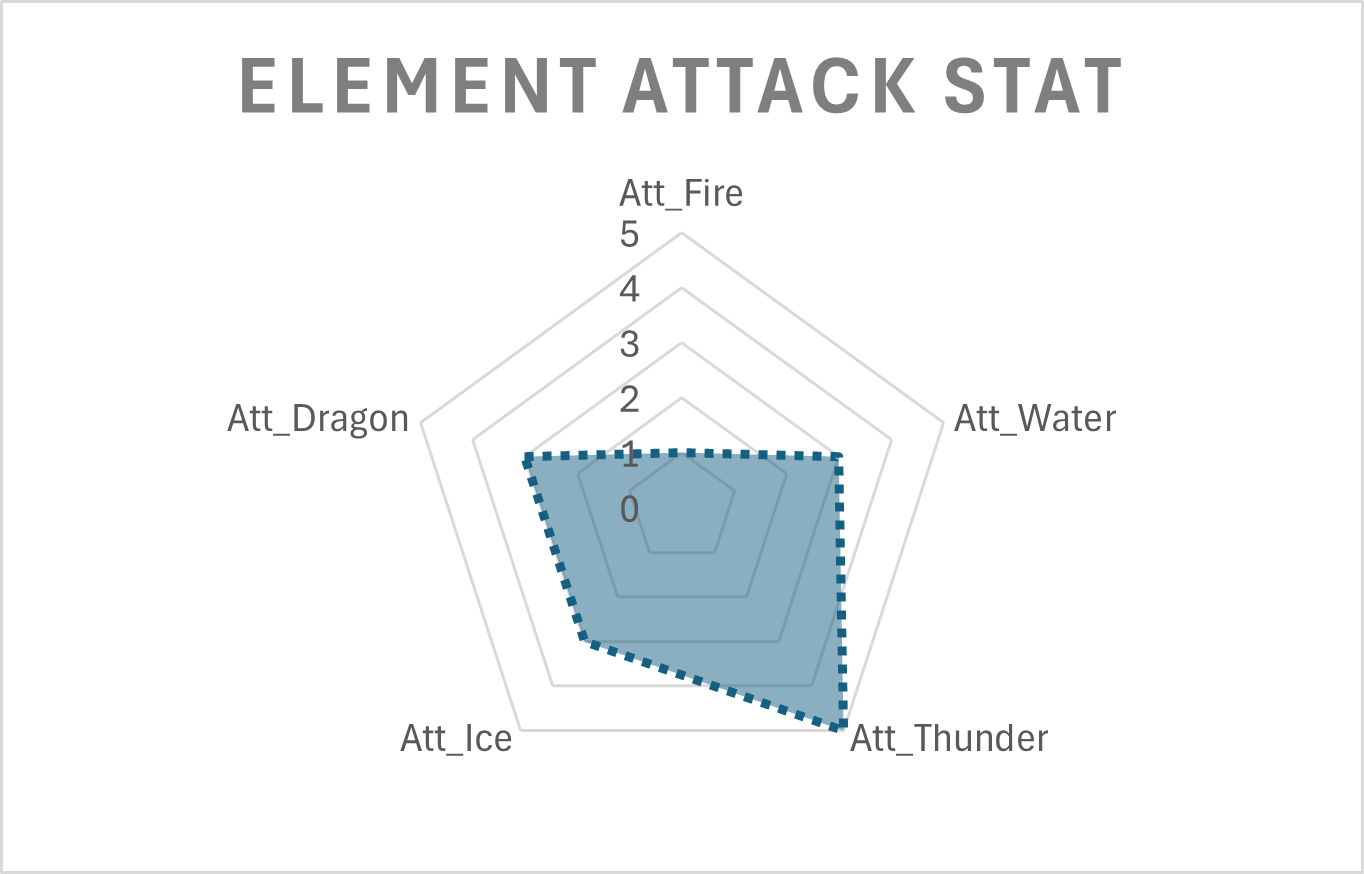 ELEMENT ATTACK STAT
Att_Fire
5
4
3
2
1
0
Att_Dragon
Att_Water
Att_Ice
Att_Thunder